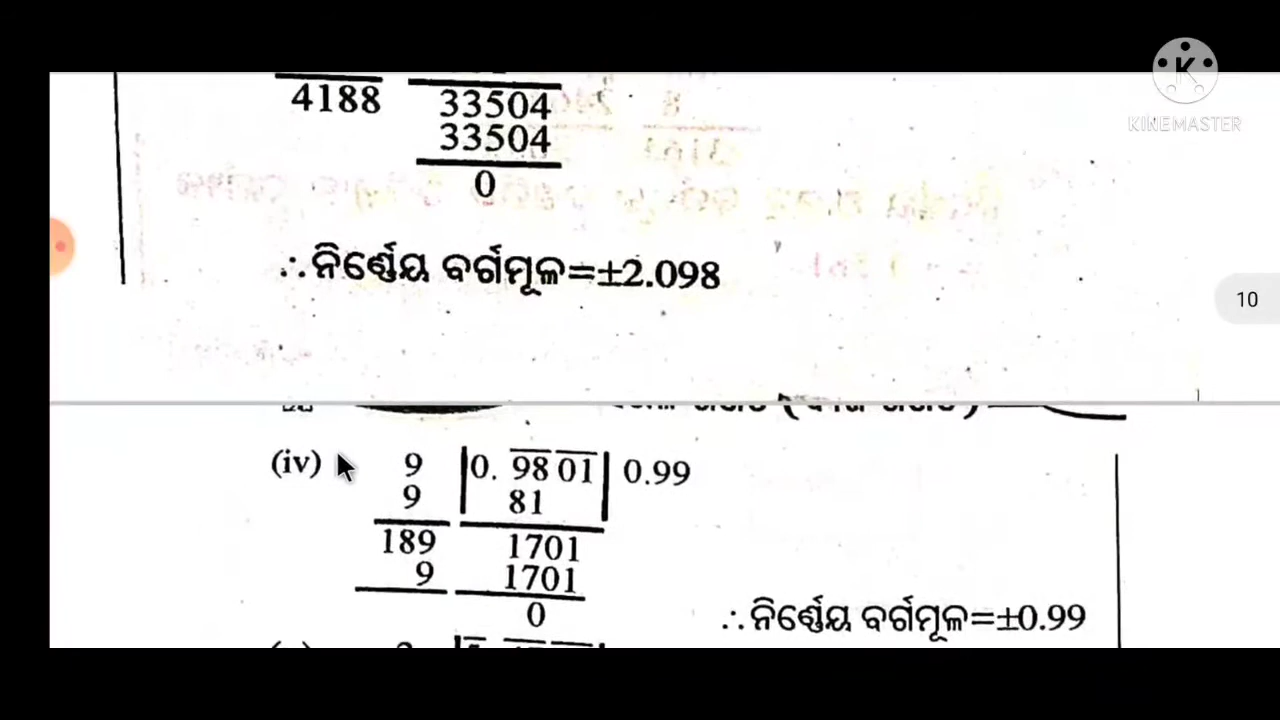 KINEMASTER
4188 33504
33504
0
∴ନିର୍ଣ୍ଣେୟ ବର୍ଗମୂଳ=±2.098
10
(iv) 9 0. 98 01 0.99
9 81
189 1701
9 1701
0
∴ନିର୍ଣ୍ଣେୟ ବର୍ଗମୂଳ=±0.99